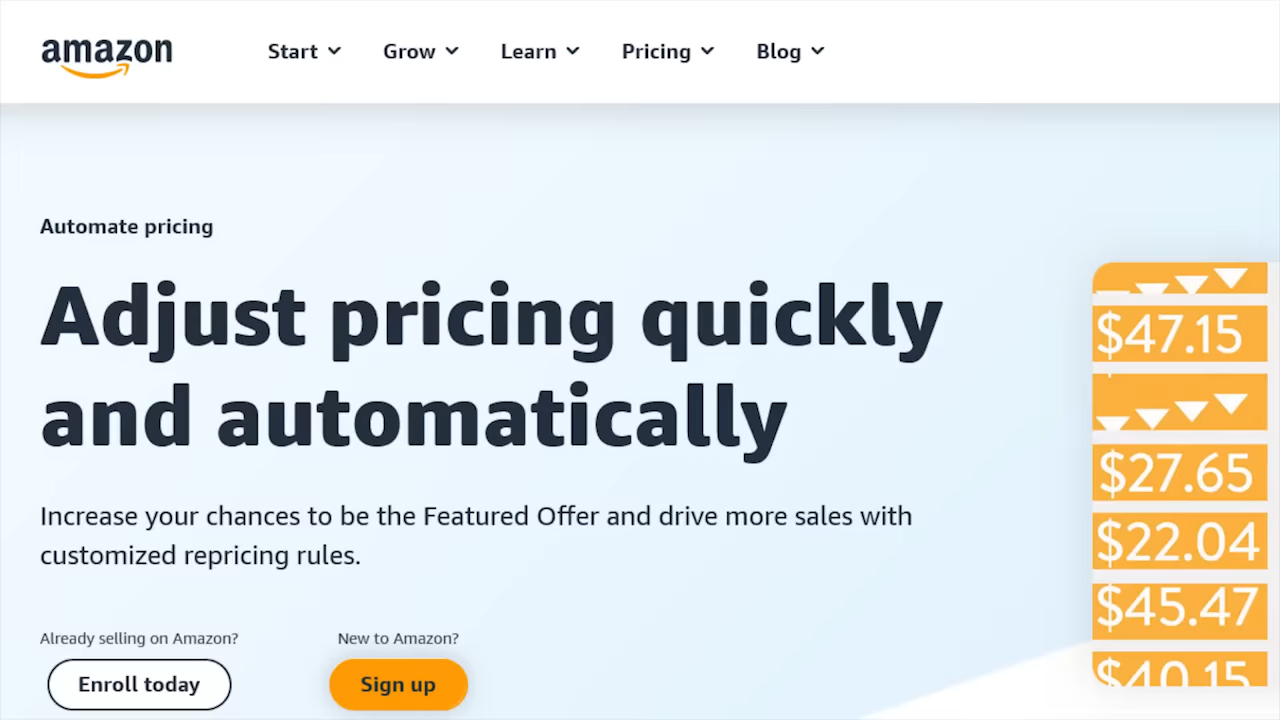 amazon
Start
Grow
Learn
Pricing
Blog
Automate pricing
Adjust pricing quickly
and automatically
Increase your chances to be the Featured Offer and drive more sales with
customized repricing rules.
Already selling on Amazon?
New to Amazon?
Enroll today
Sign up
$47.15
$27.65
$22.04
$45.47
$40.15